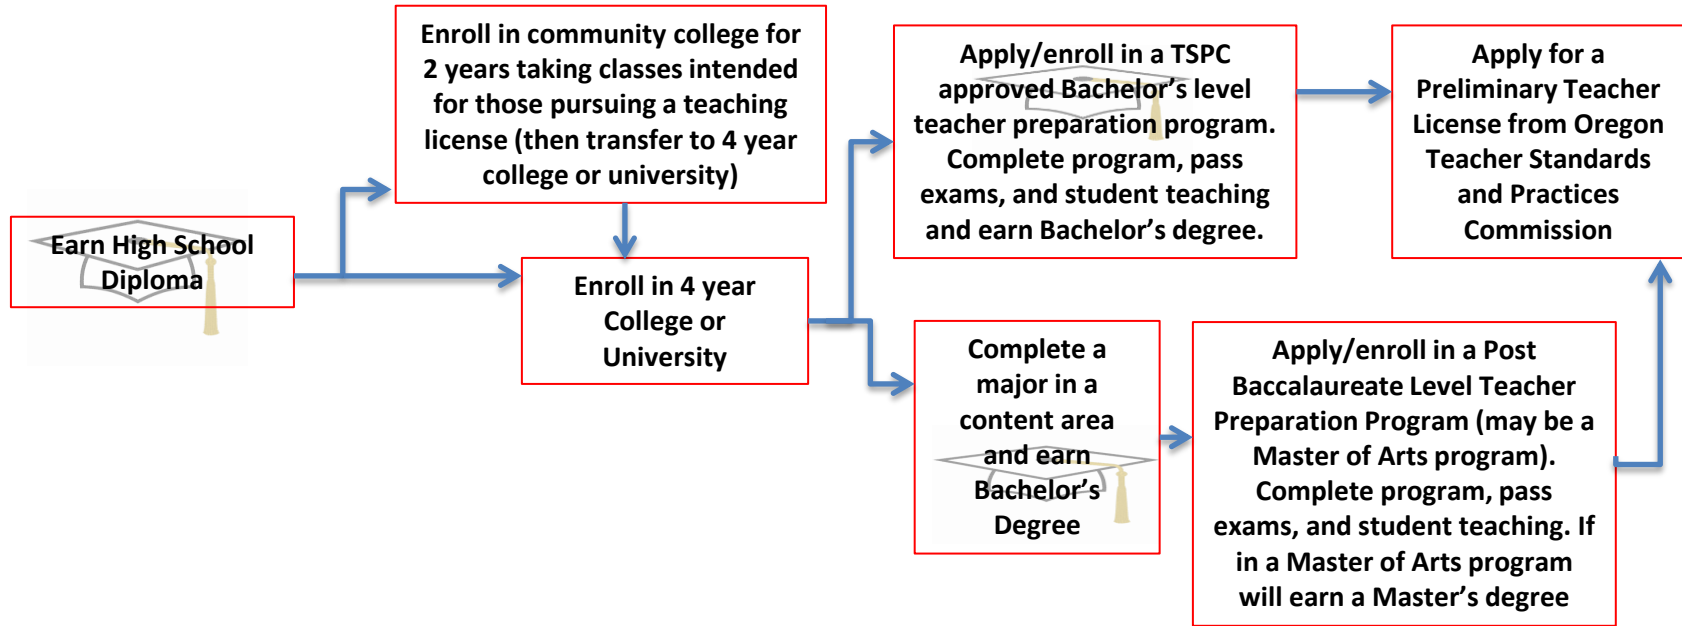 Earn High School
Diploma
Enroll in community college for
2 years taking classes intended
for those pursuing a teaching
license (then transfer to 4 year
college or university)
Enroll in 4 year
College or
University
Apply/enroll in a TSPC
approved Bachelor’s level
teacher preparation program.
Complete program, pass
exams, and student teaching
and earn Bachelor’s degree.
Complete a
major in a
content area
and earn
Bachelor’s
Degree
Apply/enroll in a Post
Baccalaureate Level Teacher
Preparation Program (may be a
Master of Arts program).
Complete program, pass
exams, and student teaching. If
in a Master of Arts program
will earn a Master’s degree
Apply for a
Preliminary Teacher
License from Oregon
Teacher Standards
and Practices
Commission